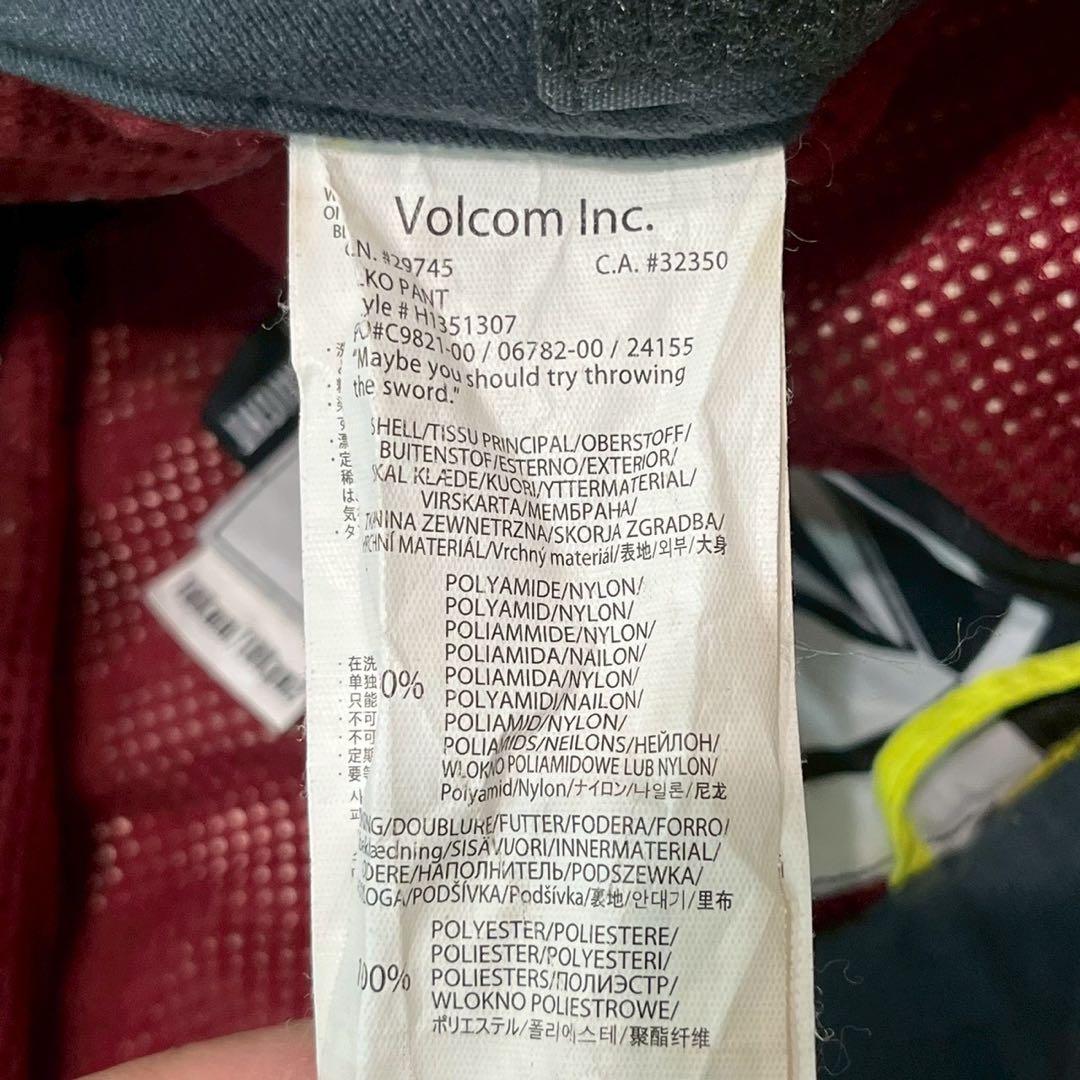 Volcom Inc.
#29745
C.A. #32350
PANT
# H1351307
#C9821-00 / 06782-00 / 24155
"Maybe you should try throwing
the sword."
SHELL/TISSU PRINCIPAL/OBERSTOFF/
BUITENSTOF/ESTERNO/EXTERIOR/
SKAL KLÆDE/KUORI/YTTERMATERIAL/
VIRSKARTA/МЕМБРАНА/
TKANINA ZEWNETRZNA/SKORJA ZGRADBA/
MATERIÁL/Vrchný materiál/表地/외부/大身
POLYAMIDE/NYLON/
POLYAMID/NYLON/
POLIAMMIDE/NYLON/
POLIAMIDA/NAILON/
POLIAMIDA/NYLON/
POLYAMIDI/NAILON/
POLIAMID/NYLON/
POLIAMIDS/NEILONS/НЕЙЛОН/
WLOKNO POLIAMIDOWE LUB NYLON/
Polyamid/Nylon/ナイロン/나일론/尼龙
0%
/DOUBLURE/FUTTER/FODERA/FORRO/
/SISÄVUORI/INNERMATERIAL/
/НАПОЛНИТЕЛЬ/PODSZEWKA/
/PODŠÍVKA/Podšívka/裏地/안대기/里布
POLYESTER/POLIESTERE/
POLIESTER/POLYESTERI/
100%
POLIESTERS/ПОЛИЭСТР/
WLOKNO POLIESTROWE/
ポリエステル/폴리에스테/聚酯纤维